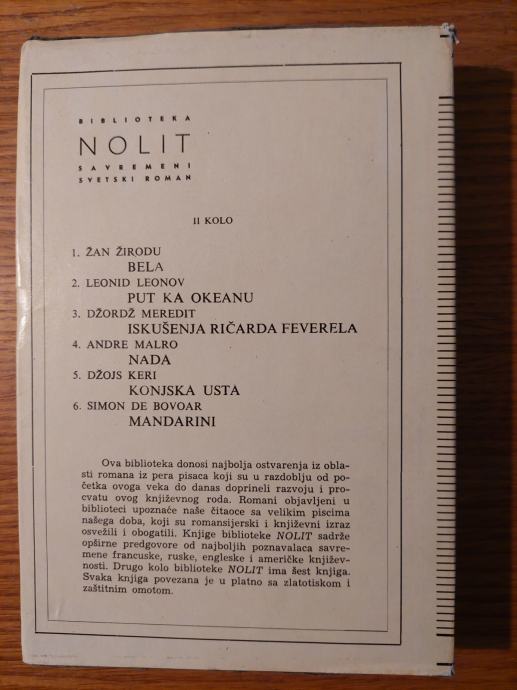 BIBLIOTEKA
NOLIT
SAVREMENI
SVETSKI ROMAN
II KOLO
1. ŽAN ŽIRODU
BELA
2. LEONID LEONOV
PUT KA OKEANU
3. DŽORDŽ MEREDIT
ISKUŠENJA RIČARDA FEVERELA
4. ANDRE MALRO
NADA
5. DŽOJS KERI
KONJSKA USTA
6. SIMON DE BOVOAR
MANDARINI
Ova biblioteka donosi najbolja ostvarenja iz obla-
sti romana iz pera pisaca koji su u razdoblju od po-
četka ovoga veka do danas doprineli razvoju i pro-
cvatu ovog književnog roda. Romani objavljeni u
biblioteci upoznaće naše čitaoce sa velikim piscima
našega doba, koji su romansijerski i književni izraz
osvežili i obogatili. Knjige biblioteke NOLIT sadrže
opširne predgovore od najboljih poznavalaca savre-
mene francuske, ruske, engleske i američke književ-
nosti. Drugo kolo biblioteke NOLIT ima šest knjiga.
Svaka knjiga povezana je u platno sa zlatotiskom i
zaštitnim omotom.